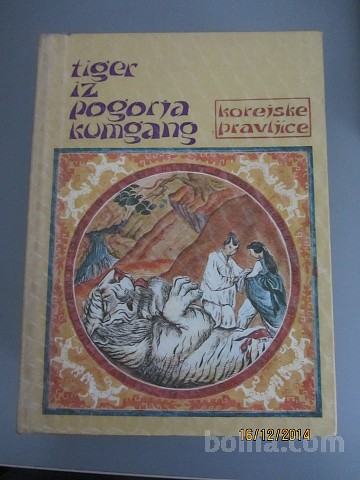 tiger
iz
pogorja
kumgang
korejske
pravljice
16/12/2014
bolha.com